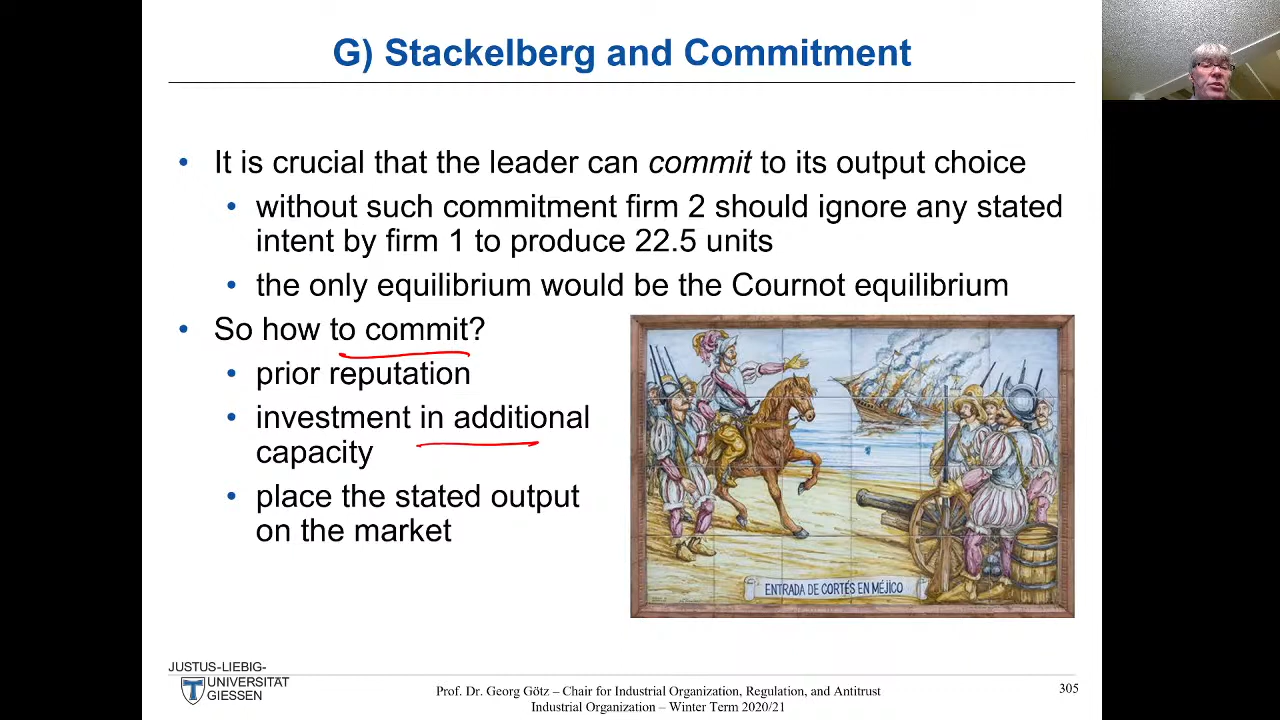 G) Stackelberg and Commitment
• It is crucial that the leader can commit to its output choice
• without such commitment firm 2 should ignore any stated
intent by firm 1 to produce 22.5 units
• the only equilibrium would be the Cournot equilibrium
• So how to commit?
• prior reputation
• investment in additional
capacity
• place the stated output
on the market
ENTRADA DE CORTÉS EN MÉJICO
JUSTUS-LIEBIG-
UNIVERSITÄT
GIESSEN
Prof. Dr. Georg Götz – Chair for Industrial Organization, Regulation, and Antitrust
Industrial Organization – Winter Term 2020/21
305